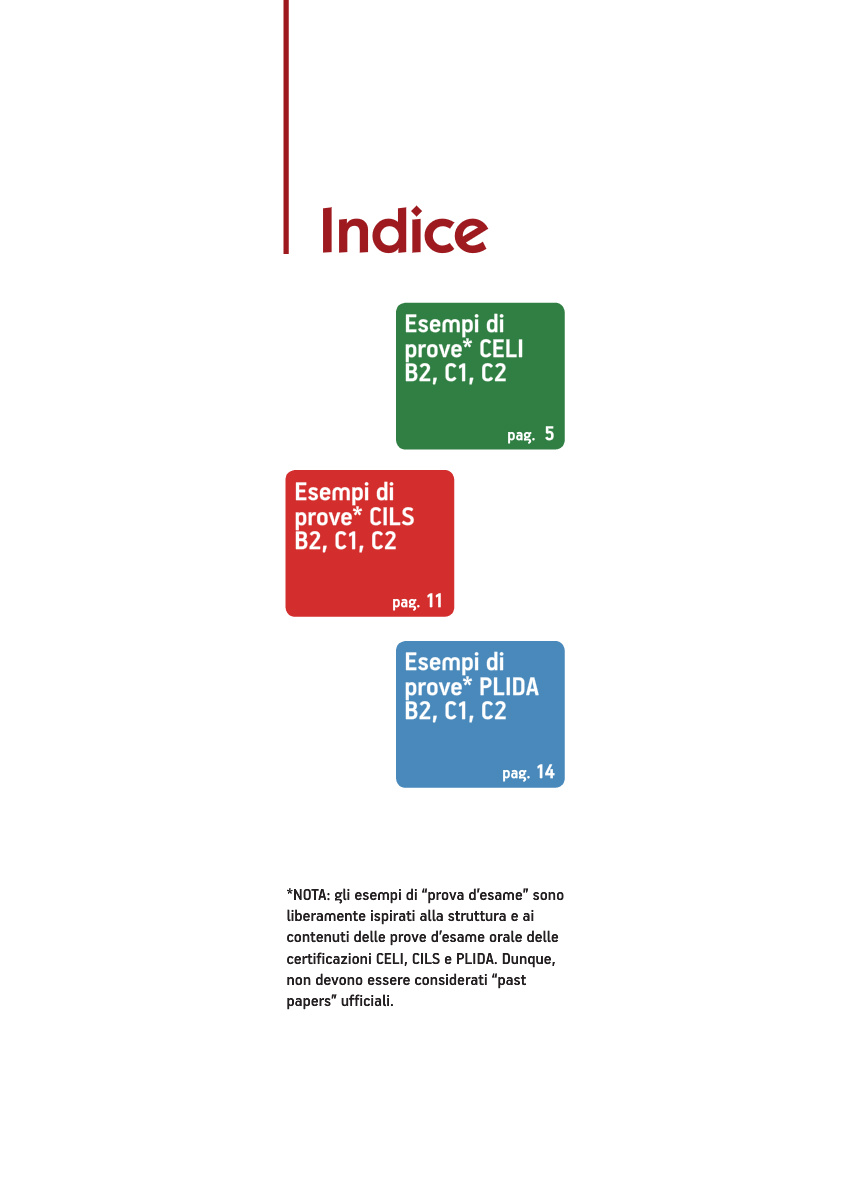 Indice
Esempi di
prove* CELI
B2, C1, C2
pag. 5
Esempi di
prove* CILS
B2, C1, C2
pag. 11
Esempi di
prove* PLIDA
B2, C1, C2
pag. 14
*NOTA: gli esempi di “prova d’esame” sono
liberamente ispirati alla struttura e ai
contenuti delle prove d’esame orale delle
certificazioni CELI, CILS e PLIDA. Dunque,
non devono essere considerati “past
papers” ufficiali.